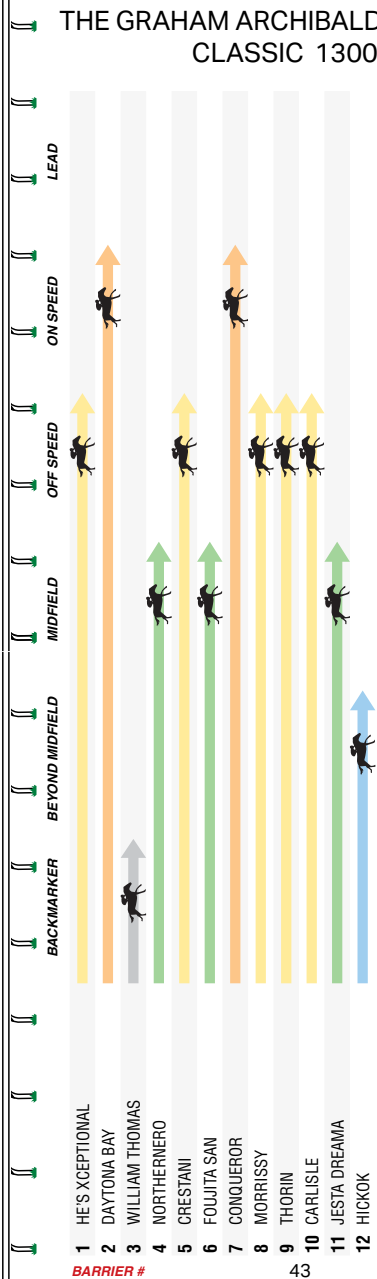 THE GRAHAM ARCHIBALD
CLASSIC 1300
LEAD
ON SPEED
OFF SPEED
MIDFIELD
BEYOND MIDFIELD
BACKMARKER
1 HE'S XCEPTIONAL
2 DAYTONA BAY
3 WILLIAM THOMAS
4 NORTHERNERO
5 CRESTANI
6 FOUJITA SAN
7 CONQUEROR
8 MORRISSY
9 THORIN
10 CARLISLE
11 JESTA DREAMA
12 HICKOK
BARRIER #
43